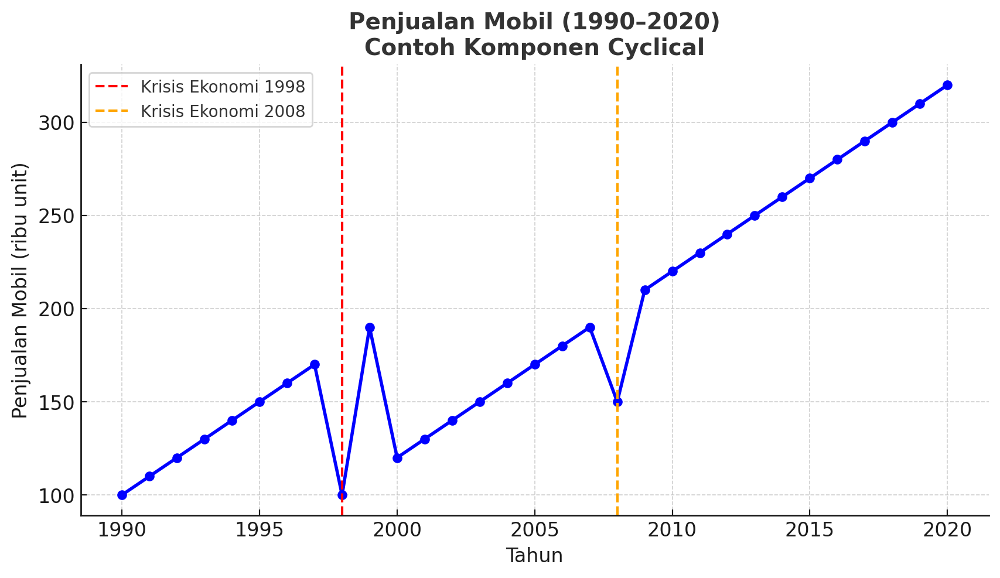 Penjualan Mobil (1990–2020)
Contoh Komponen Cyclical
Krisis Ekonomi 1998
Krisis Ekonomi 2008
Penjualan Mobil (ribu unit)
300
250
200
150
100
1990 1995 2000 2005 2010 2015 2020
Tahun